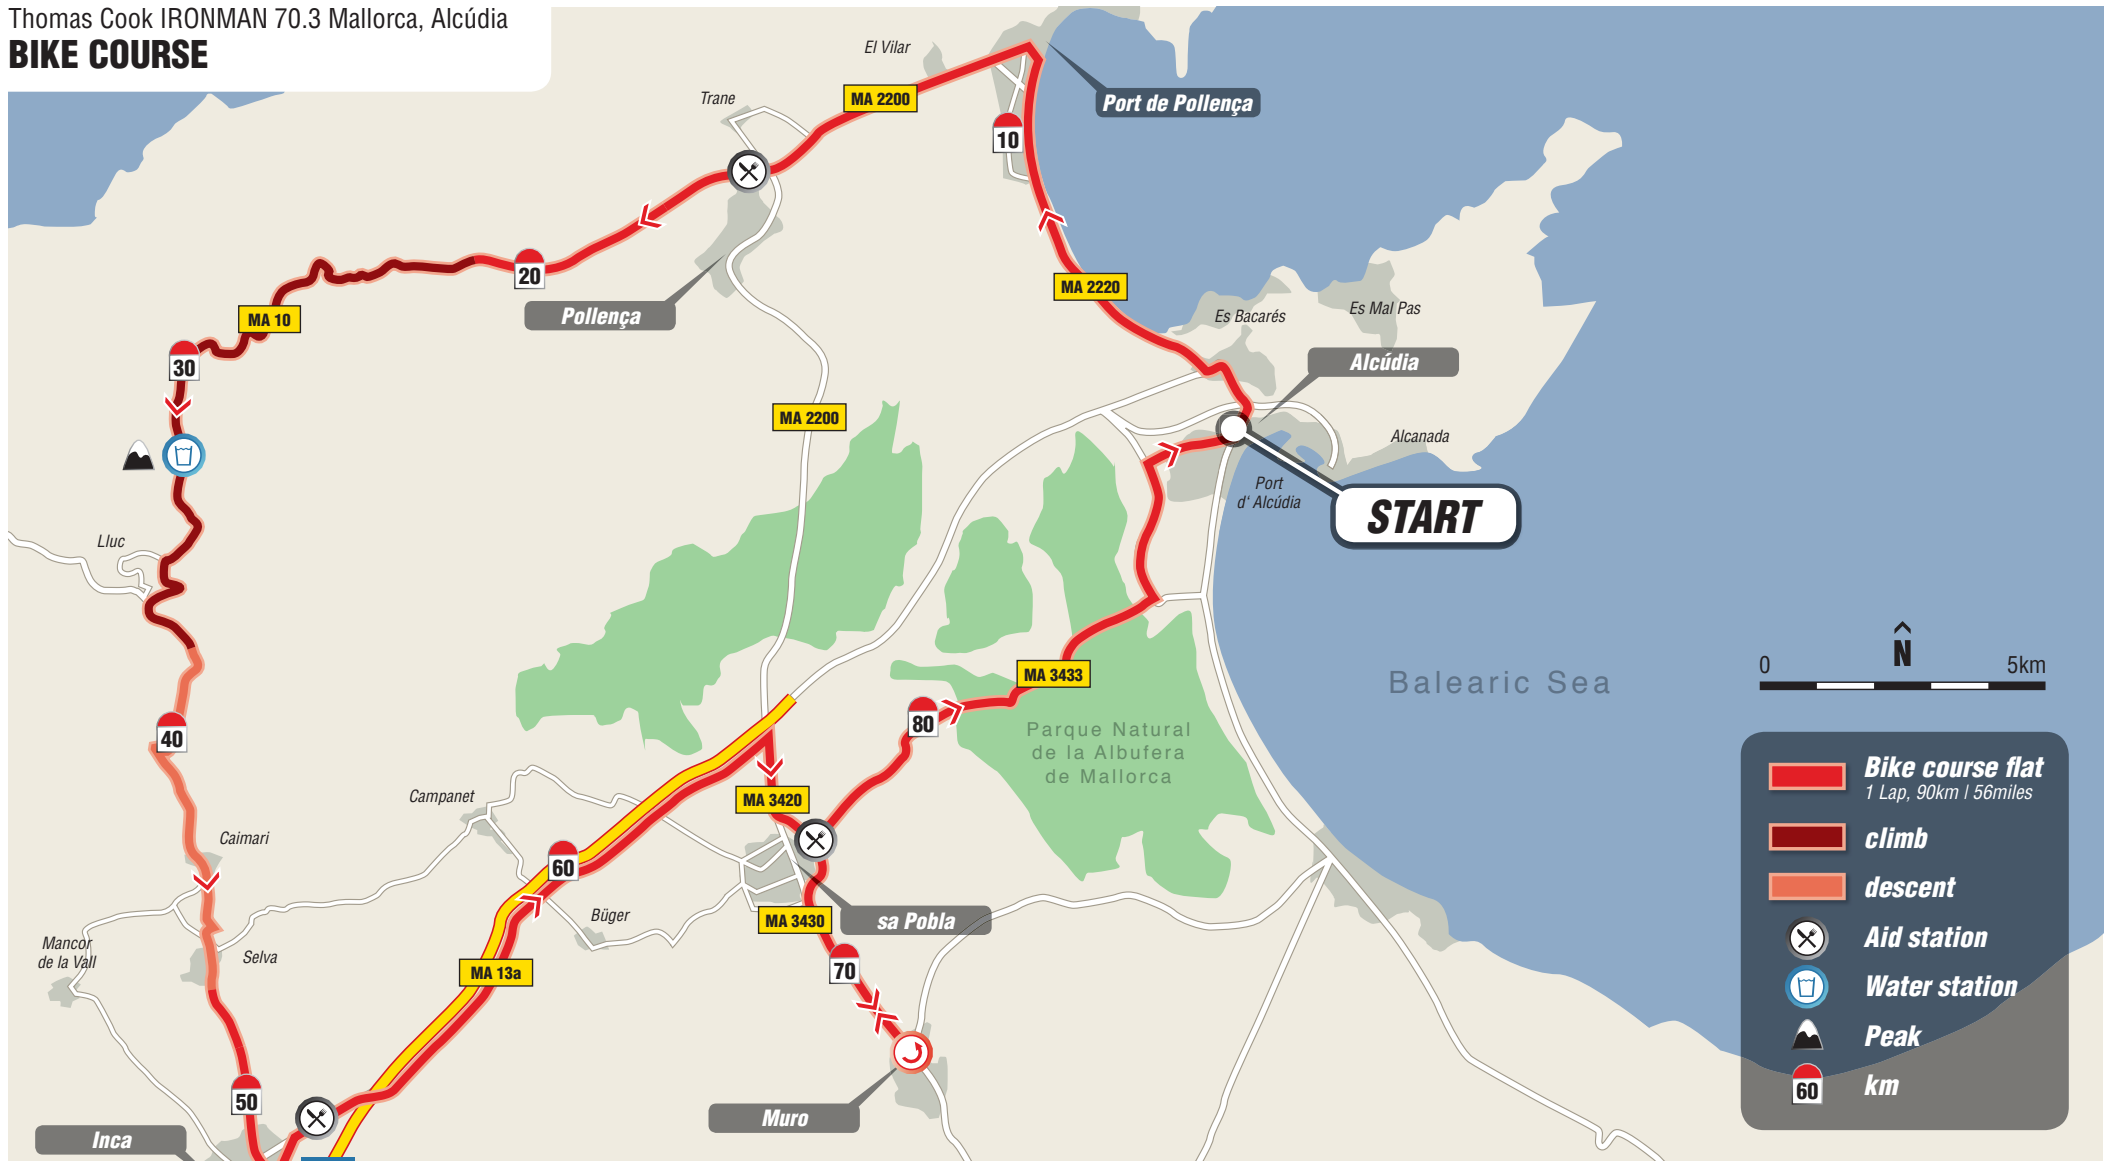 Thomas Cook IRONMAN 70.3 Mallorca, Alcúdia
BIKE COURSE
El Vilar
Trane
MA 2200
Port de Pollença
10
20
Pollença
MA 2220
MA 10
Es Bacarés
Es Mal Pas
30
Alcúdia
MA 2200
Alcanada
Port
d' Alcúdia
START
Lluc
Balearic Sea
N
0
5km
MA 3433
80
Parque Natural
de la Albufera
de Mallorca
40
Campanet
MA 3420
Caimari
60
Büger
MA 3430
sa Pobla
Mancor
de la Vall
Selva
MA 13a
70
50
Muro
Inca
Bike course flat
1 Lap, 90km | 56miles
climb
descent
Aid station
Water station
Peak
60
km